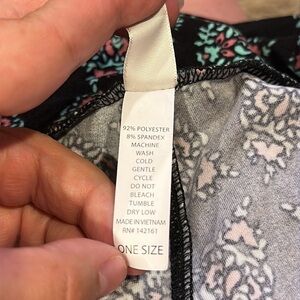 92% POLYESTER
8% SPANDEX
MACHINE
WASH
COLD
GENTLE
CYCLE
DO NOT
BLEACH
TUMBLE
DRY LOW
MADE IN VIETNAM
RN# 142161
ONE SIZE